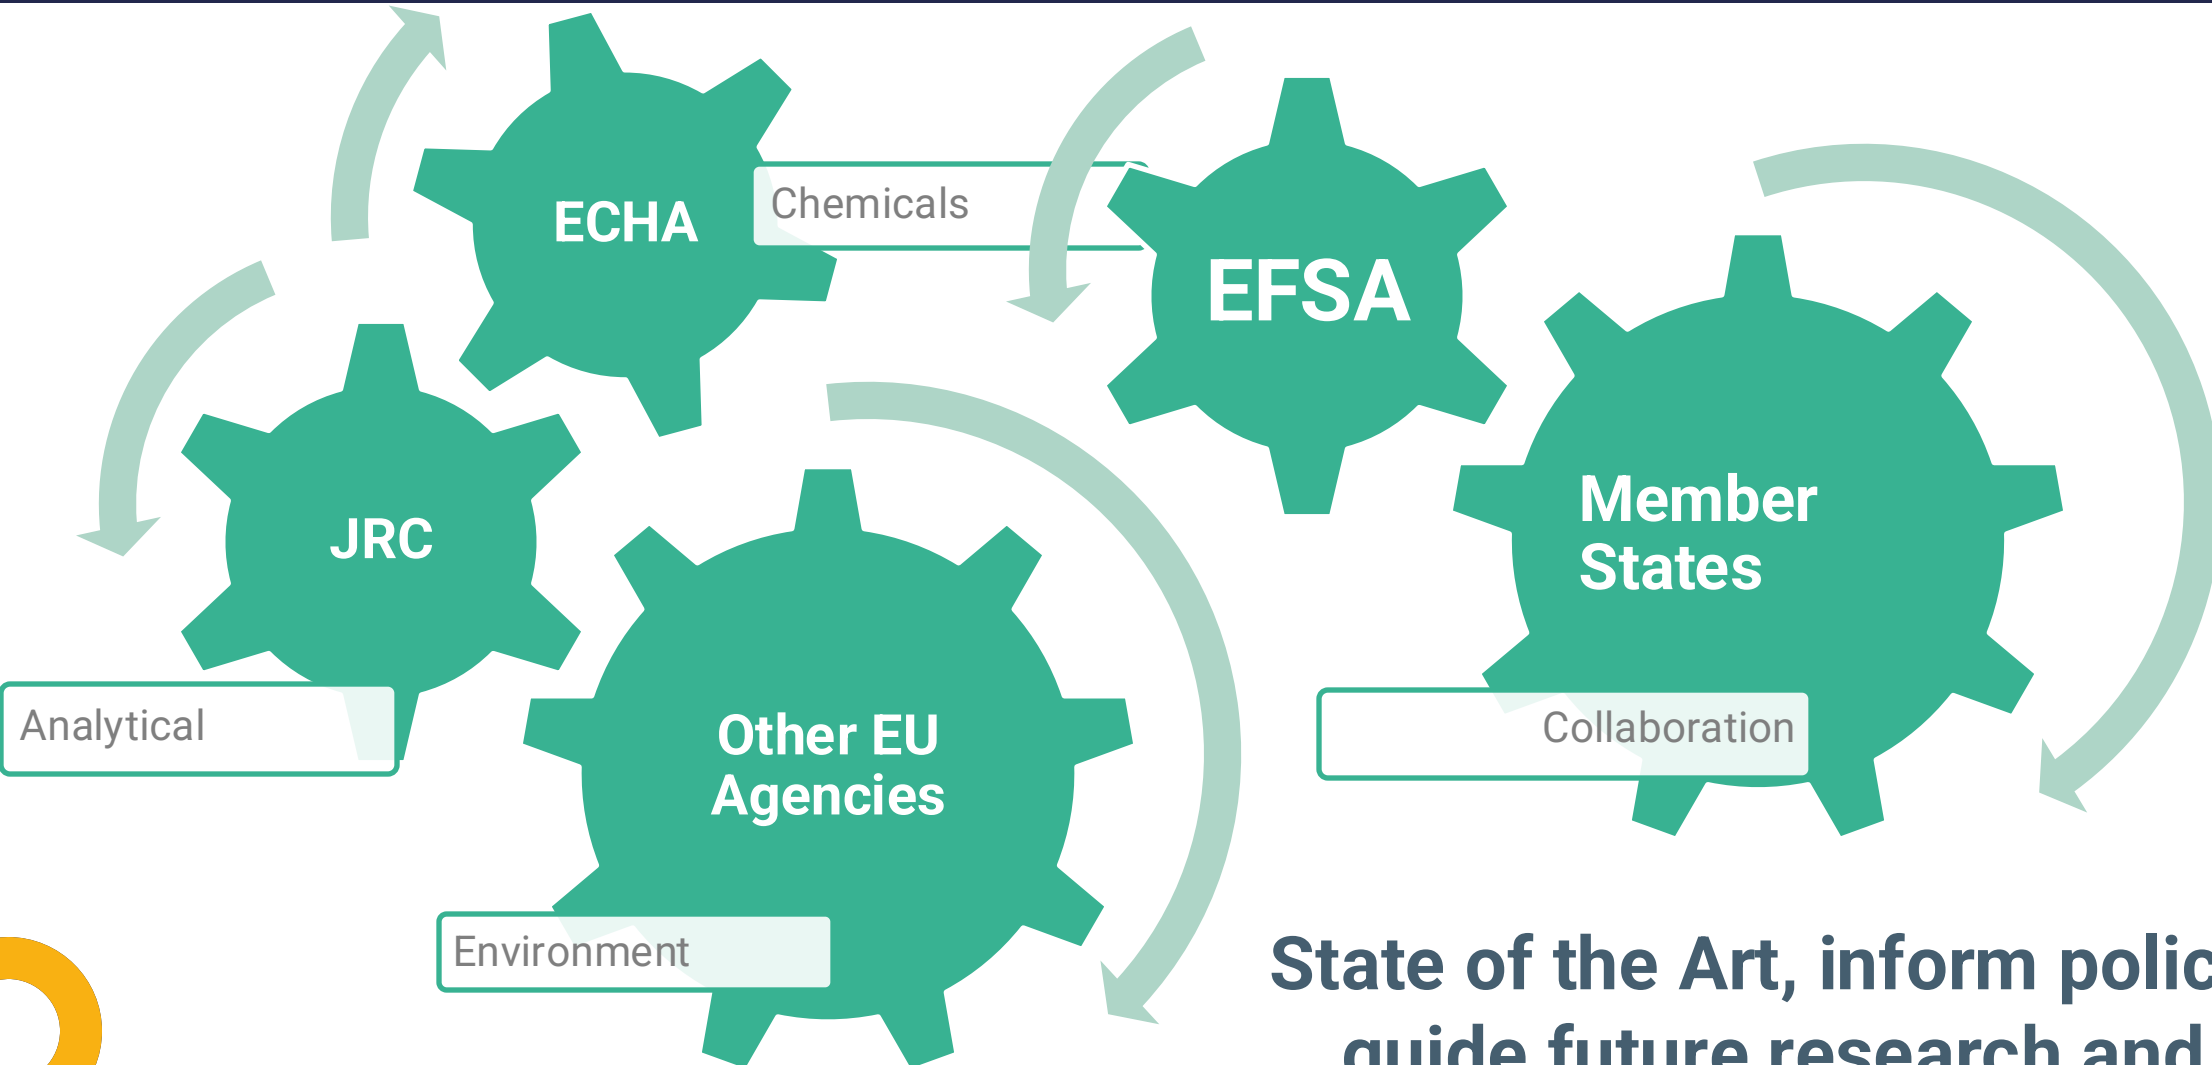 ECHA
Chemicals
EFSA
Member
States
JRC
Analytical
Other EU
Agencies
Collaboration
Environment
State of the Art, inform
guide future research and